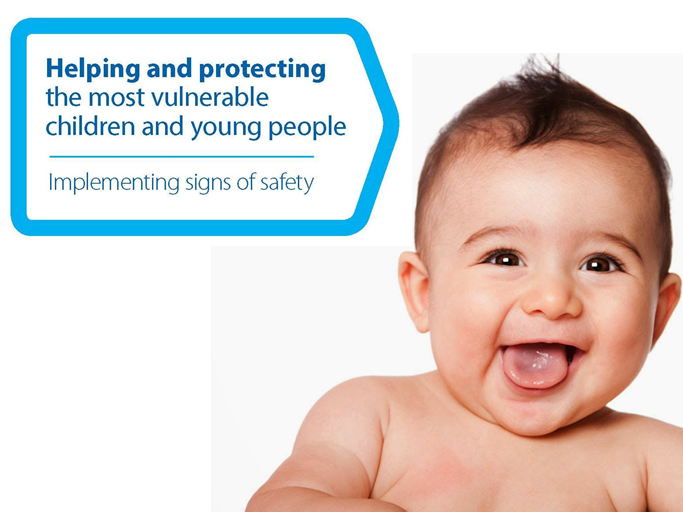 Helping and protecting
the most vulnerable
children and young people
Implementing signs of safety